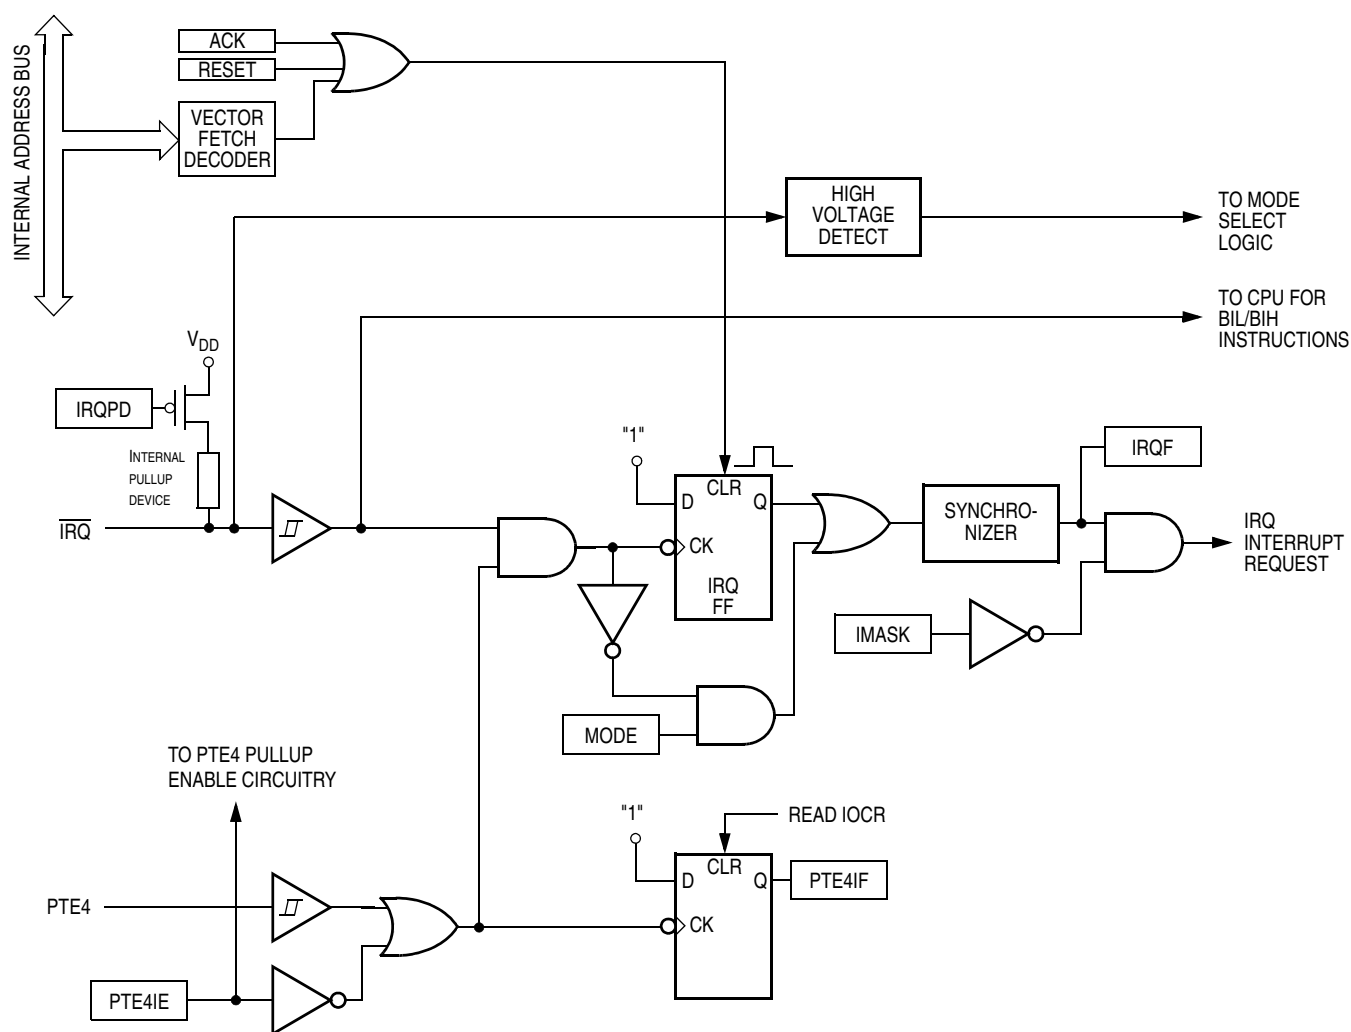 INTERNAL ADDRESS BUS
ACK
RESET
VECTOR
FETCH
DECODER
HIGH
VOLTAGE
DETECT
TO MODE
SELECT
LOGIC
TO CPU FOR
BIL/BIH
INSTRUCTIONS
VDD
IRQPD
INTERNAL
PULLUP
DEVICE
IRQ
"1"
CLR
D
Q
CK
IRQ
FF
SYNCHRO-
NIZER
IRQF
IRQ
INTERRUPT
REQUEST
IMASK
MODE
TO PTE4 PULLUP
ENABLE CIRCUITRY
"1"
READ IOCR
CLR
D
Q
PTE4IF
CK
PTE4
PTE4IE